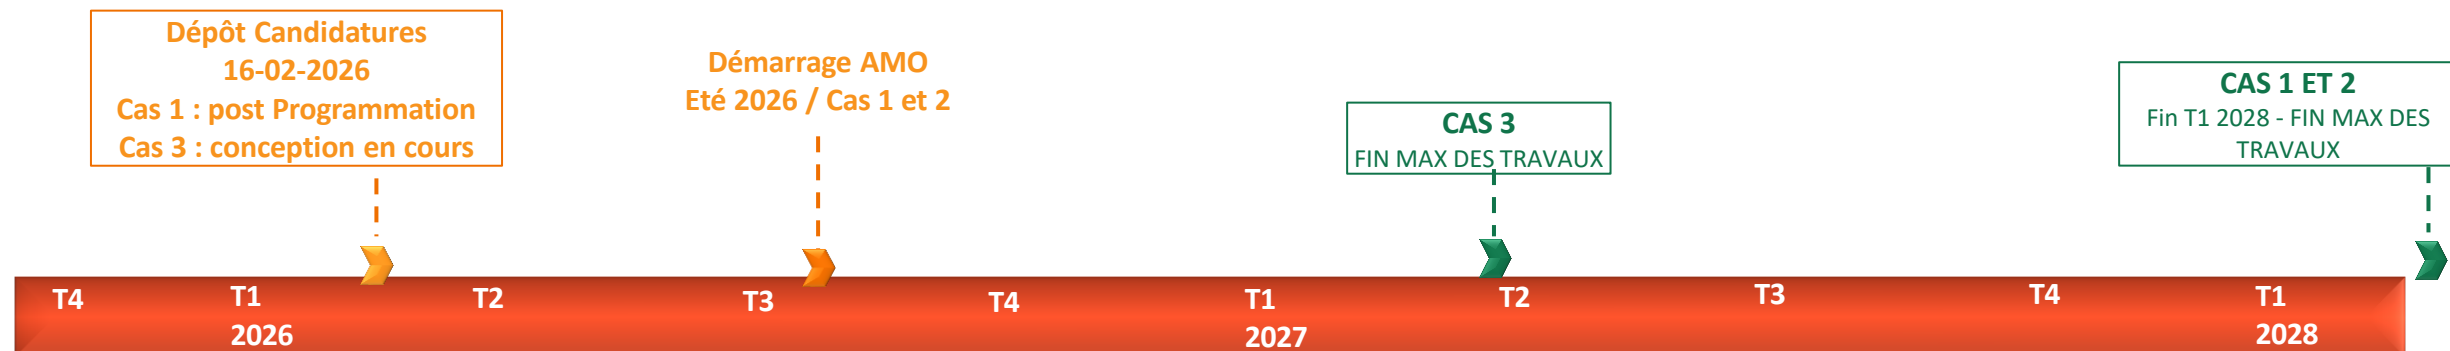 Dépôt Candidatures
16-02-2026
Cas 1 : post Programmation
Cas 3 : conception en cours
Démarrage AMO
Eté 2026 / Cas 1 et 2
CAS 3
FIN MAX DES TRAVAUX
CAS 1 ET 2
Fin T1 2028 - FIN MAX DES
TRAVAUX
T4
T1
2026
T2
T3
T4
T1
2027
T2
T3
T4
T1
2028